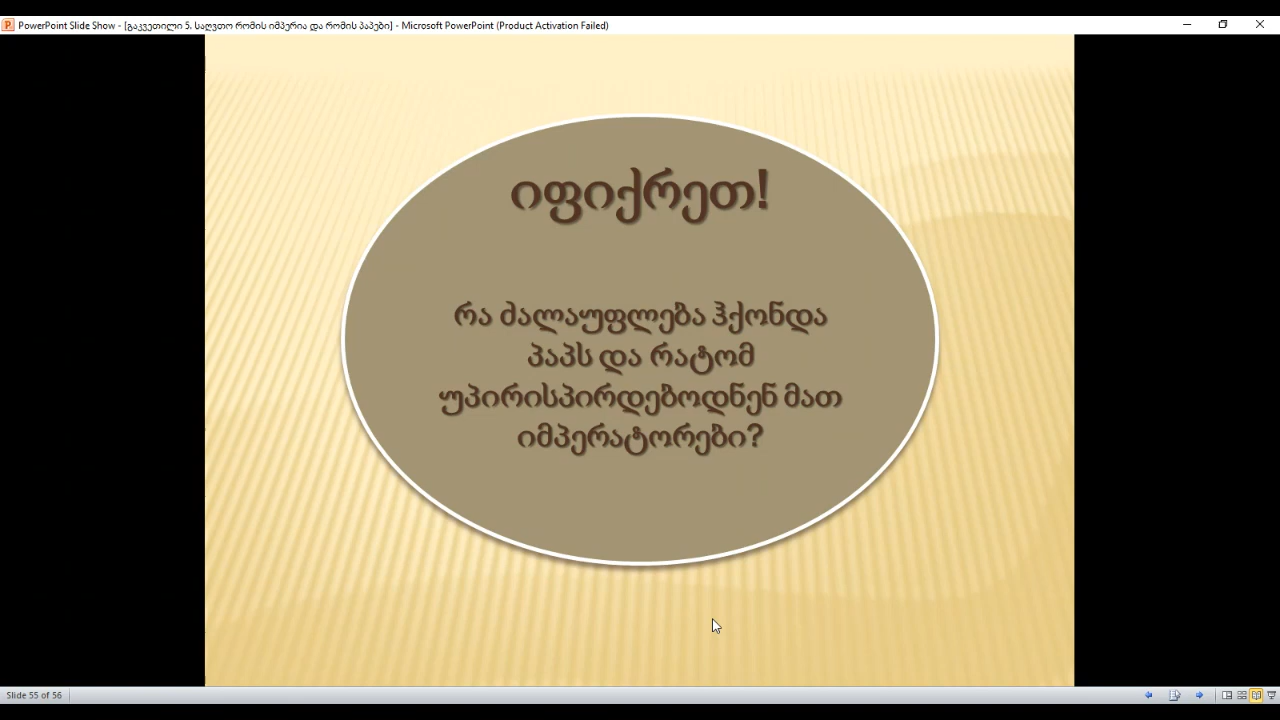 PowerPoint Slide Show - [გაკვეთილი 5. საღვთო რომის იმპერია და რომის პაპები] - Microsoft PowerPoint (Product Activation Failed)
იფიქრეთ!
რა ძალაუფლება ჰქონდა
პაპს და რატომ
უპირისპირდებოდნენ მათ
იმპერატორები?
Slide 55 of 56